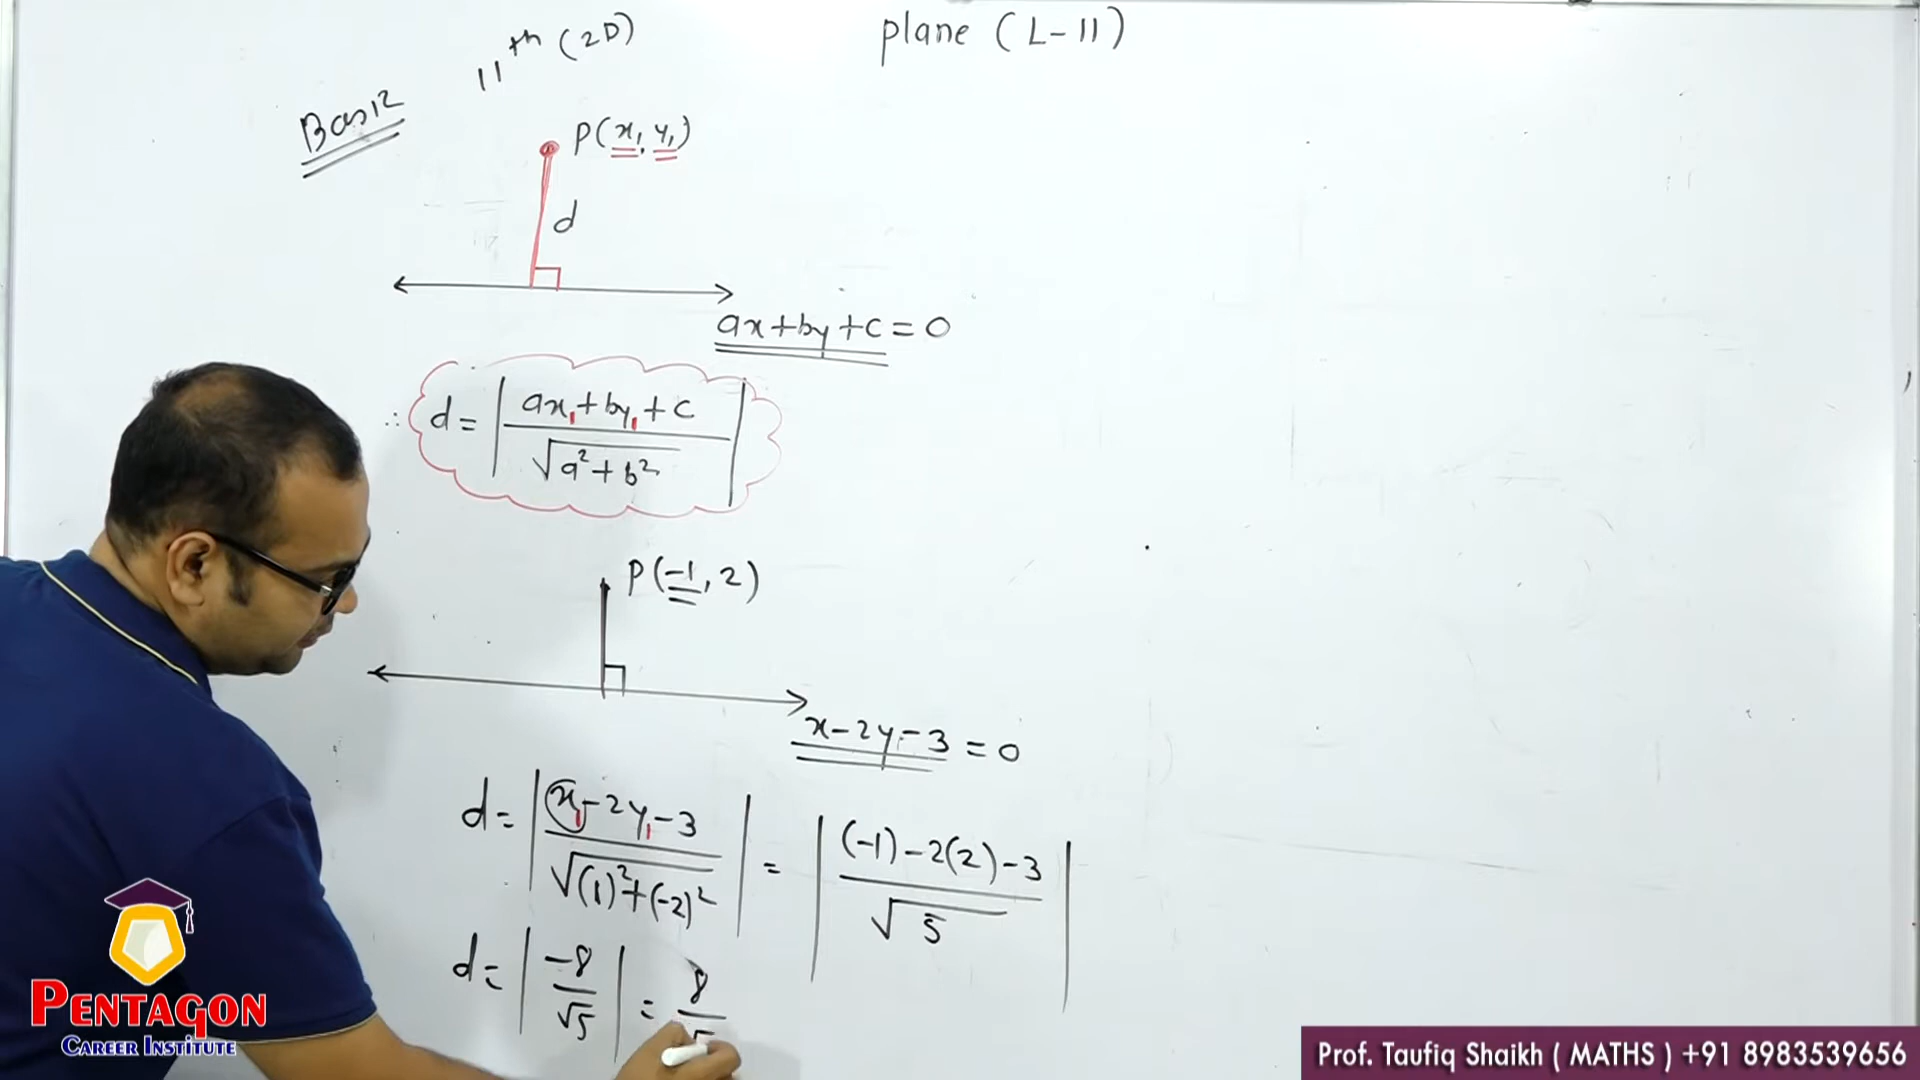 plane (L-11)
11th (2D)
Basic
P(x₁, y₁)
d
ax+by+c=0
∴ d = | ax₁+by₁+c / √a²+b² |
P(-1, 2)
x-2y-3 = 0
d = | x₁-2y₁-3 / √(1)²+(-2)² | = | (-1)-2(2)-3 / √5 |
d = | -8 / √5 | = 8
PENTAGON
CAREER INSTITUTE
Prof. Taufiq Shaikh ( MATHS ) +91 8983539656